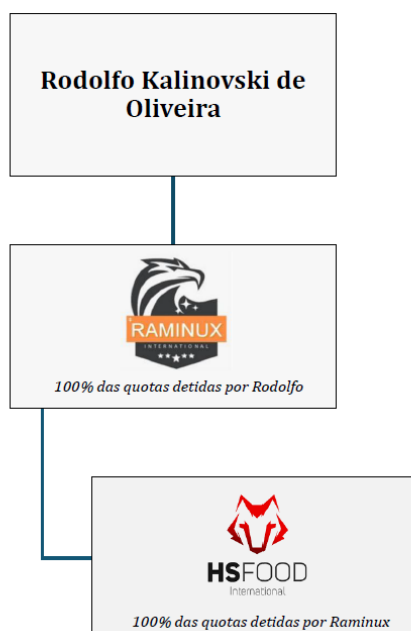 Rodolfo Kalinovski de
Oliveira
RAMINUX
INTERNATIONAL
100% das quotas detidas por Rodolfo
HSFOOD
International
100% das quotas detidas por Raminux